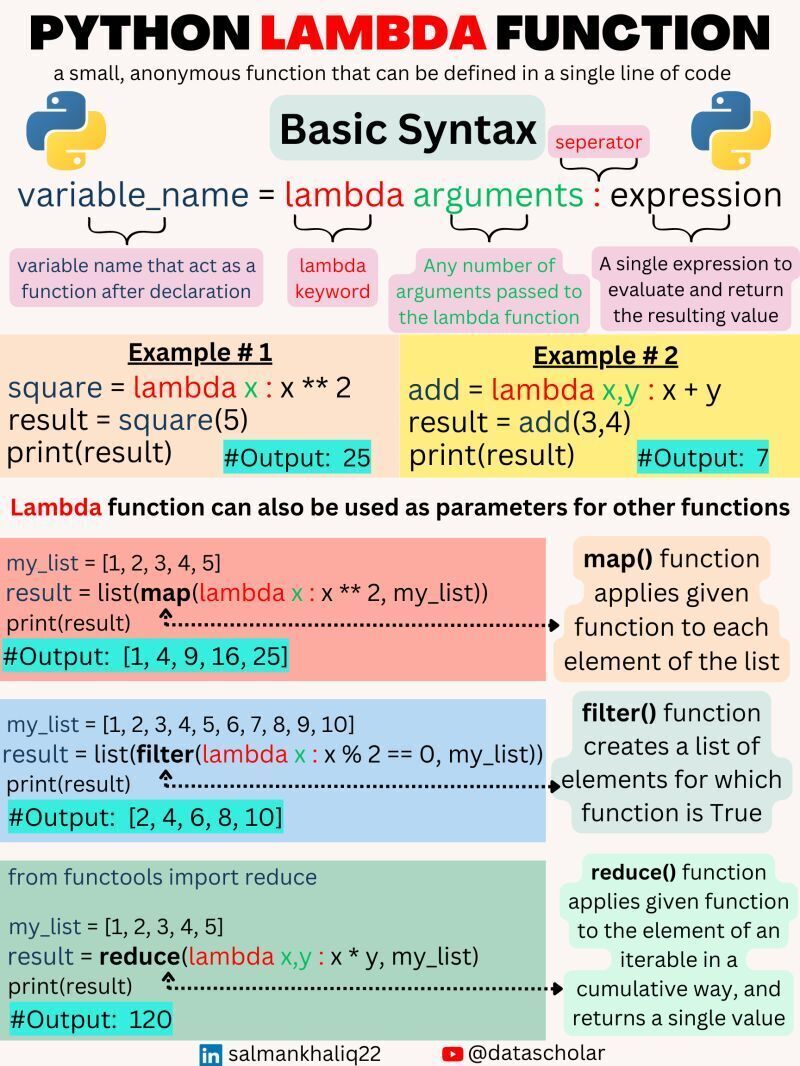 PYTHON LAMBDA FUNCTION
a small, anonymous function that can be defined in a single line of code
Basic Syntax
seperator
variable_name = lambda arguments : expression
variable name that act as a
function after declaration
lambda
keyword
Any number of
arguments passed to
the lambda function
A single expression to
evaluate and return
the resulting value
Example # 1
square = lambda x : x ** 2
result = square(5)
print(result)
#Output: 25
Example # 2
add = lambda x,y : x + y
result = add(3,4)
print(result)
#Output: 7
Lambda function can also be used as parameters for other functions
my_list = [1, 2, 3, 4, 5]
result = list(map(lambda x : x ** 2, my_list))
print(result)
#Output: [1, 4, 9, 16, 25]
map() function
applies given
function to each
element of the list
my_list = [1, 2, 3, 4, 5, 6, 7, 8, 9, 10]
result = list(filter(lambda x : x % 2 == 0, my_list))
print(result)
#Output: [2, 4, 6, 8, 10]
filter() function
creates a list of
elements for which
function is True
from functools import reduce
my_list = [1, 2, 3, 4, 5]
result = reduce(lambda x,y : x * y, my_list)
print(result)
#Output: 120
reduce() function
applies given function
to the element of an
iterable in a
cumulative way, and
returns a single value
in salmankhaliq22
@datascholar